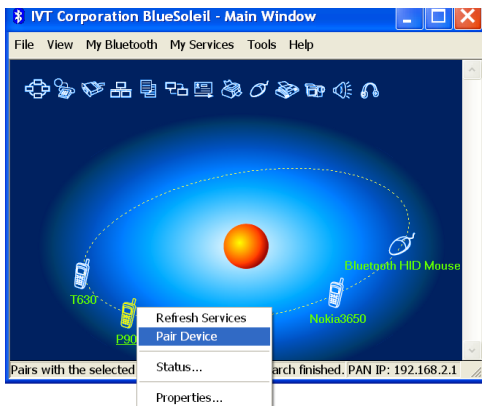 IVT Corporation BlueSoleil - Main Window
File View My Bluetooth My Services Tools Help
Bluetooth HID Mouse
T630
P90
Nokia3650
Refresh Services
Pair Device
Status...
Properties...
Pairs with the selected arch finished. PAN IP: 192.168.2.1